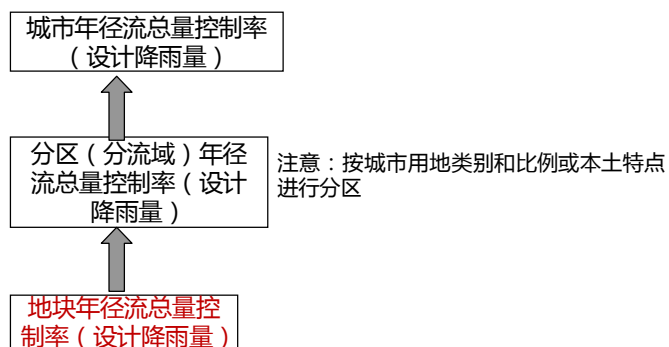 城市年径流总量控制率
（设计降雨量）
分区（分流域）年径
流总量控制率（设计
降雨量）
注意：按城市用地类别和比例或本土特点
进行分区
地块年径流总量控
制率（设计降雨量）